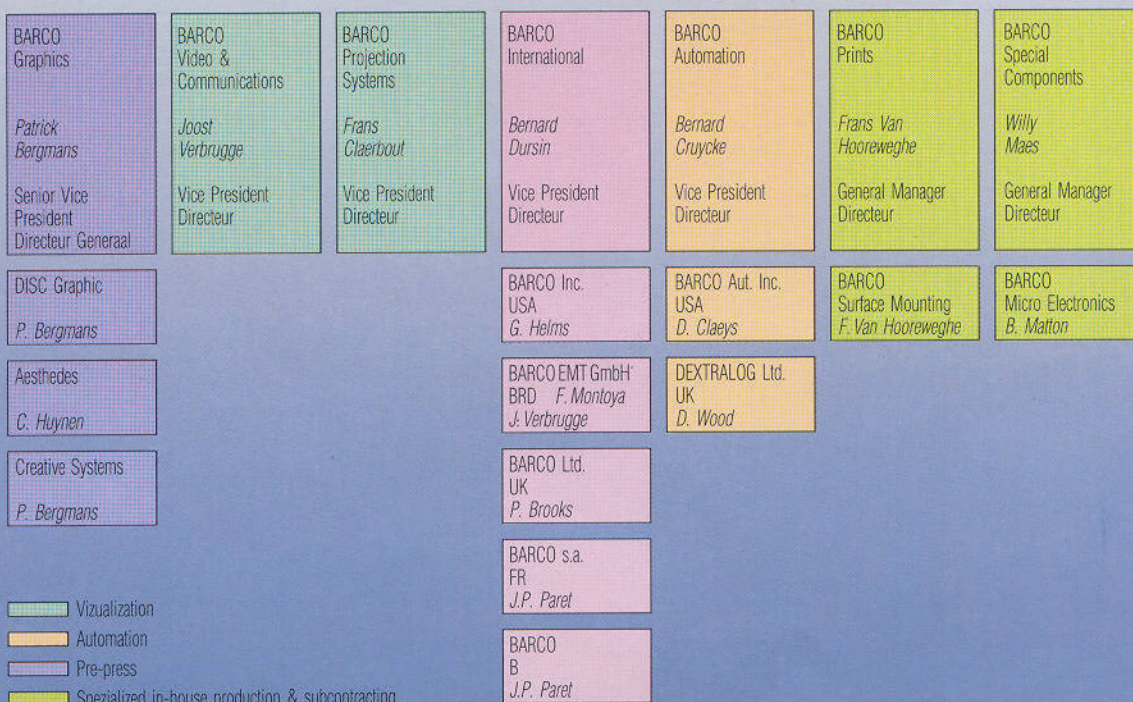 BARCO
Graphics
Patrick
Bergmans
Senior Vice
President
Directeur Generaal
BARCO
Video &
Communications
Joost
Verbrugge
Vice President
Directeur
BARCO
Projection
Systems
Frans
Claerbout
Vice President
Directeur
BARCO
International
Bernard
Dursin
Vice President
Directeur
BARCO
Automation
Bernard
Cruycke
Vice President
Directeur
BARCO
Prints
Frans Van
Hooreweghe
General Manager
Directeur
BARCO
Special
Components
Willy
Maes
General Manager
Directeur
DISC Graphic
P. Bergmans
Aesthedes
C. Huynen
Creative Systems
P. Bergmans
BARCO Inc.
USA
G. Helms
BARCO EMT GmbH
BRD F. Montoya
J. Verbrugge
BARCO Ltd.
UK
P. Brooks
BARCO s.a.
FR
J.P. Paret
BARCO
B
J.P. Paret
BARCO Aut. Inc.
USA
D. Claeys
DEXTRALOG Ltd.
UK
D. Wood
BARCO
Surface Mounting
F. Van Hooreweghe
BARCO
Micro Electronics
B. Matton
Vizualization
Automation
Pre-press
Spezialized in-house production & subcontracting